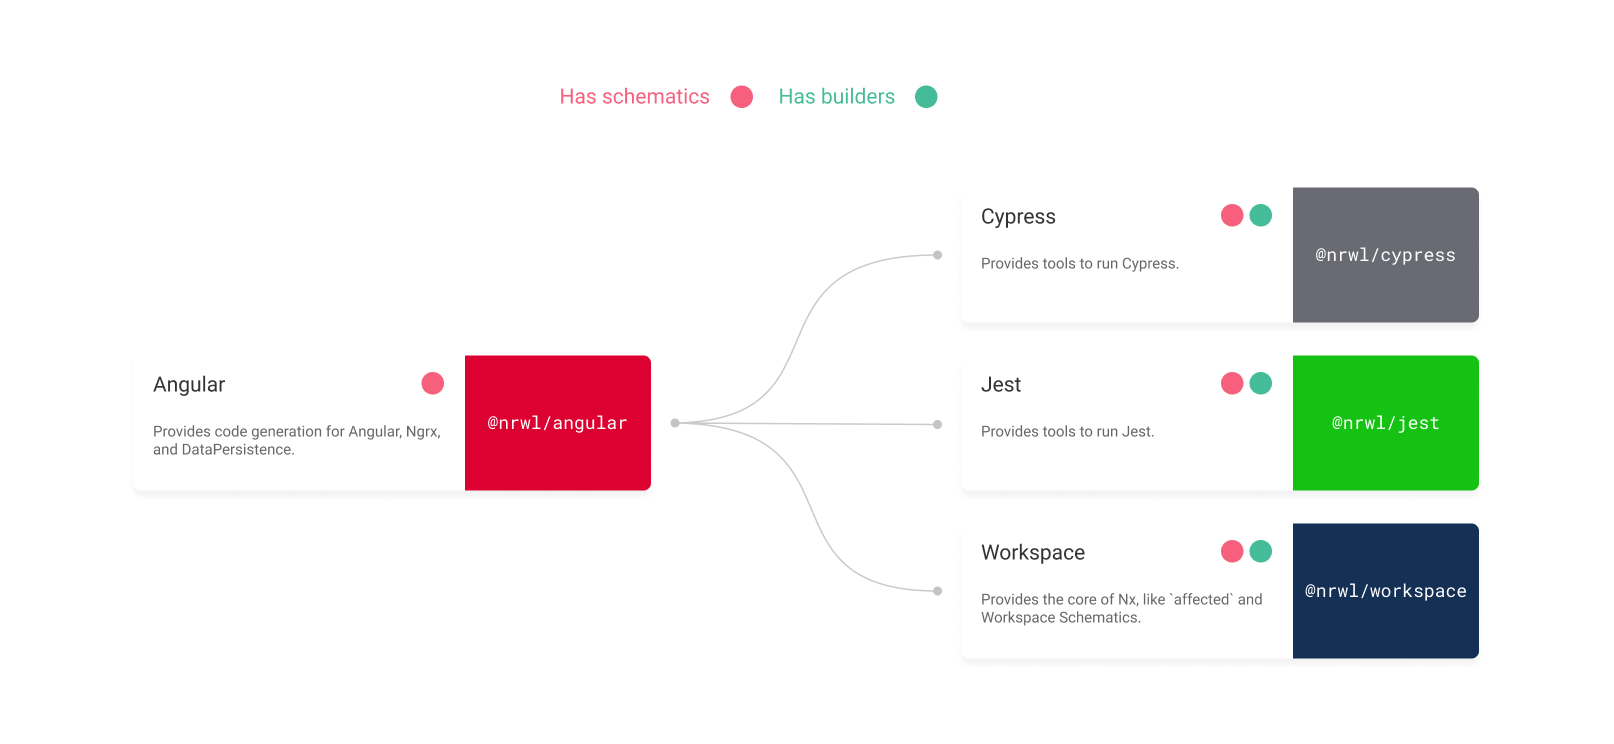 Has schematics
Has builders
Angular
Provides code generation for Angular, Ngrx,
and DataPersistence.
@nrwl/angular
Cypress
Provides tools to run Cypress.
@nrwl/cypress
Jest
Provides tools to run Jest.
@nrwl/jest
Workspace
Provides the core of Nx, like `affected` and
Workspace Schematics.
@nrwl/workspace